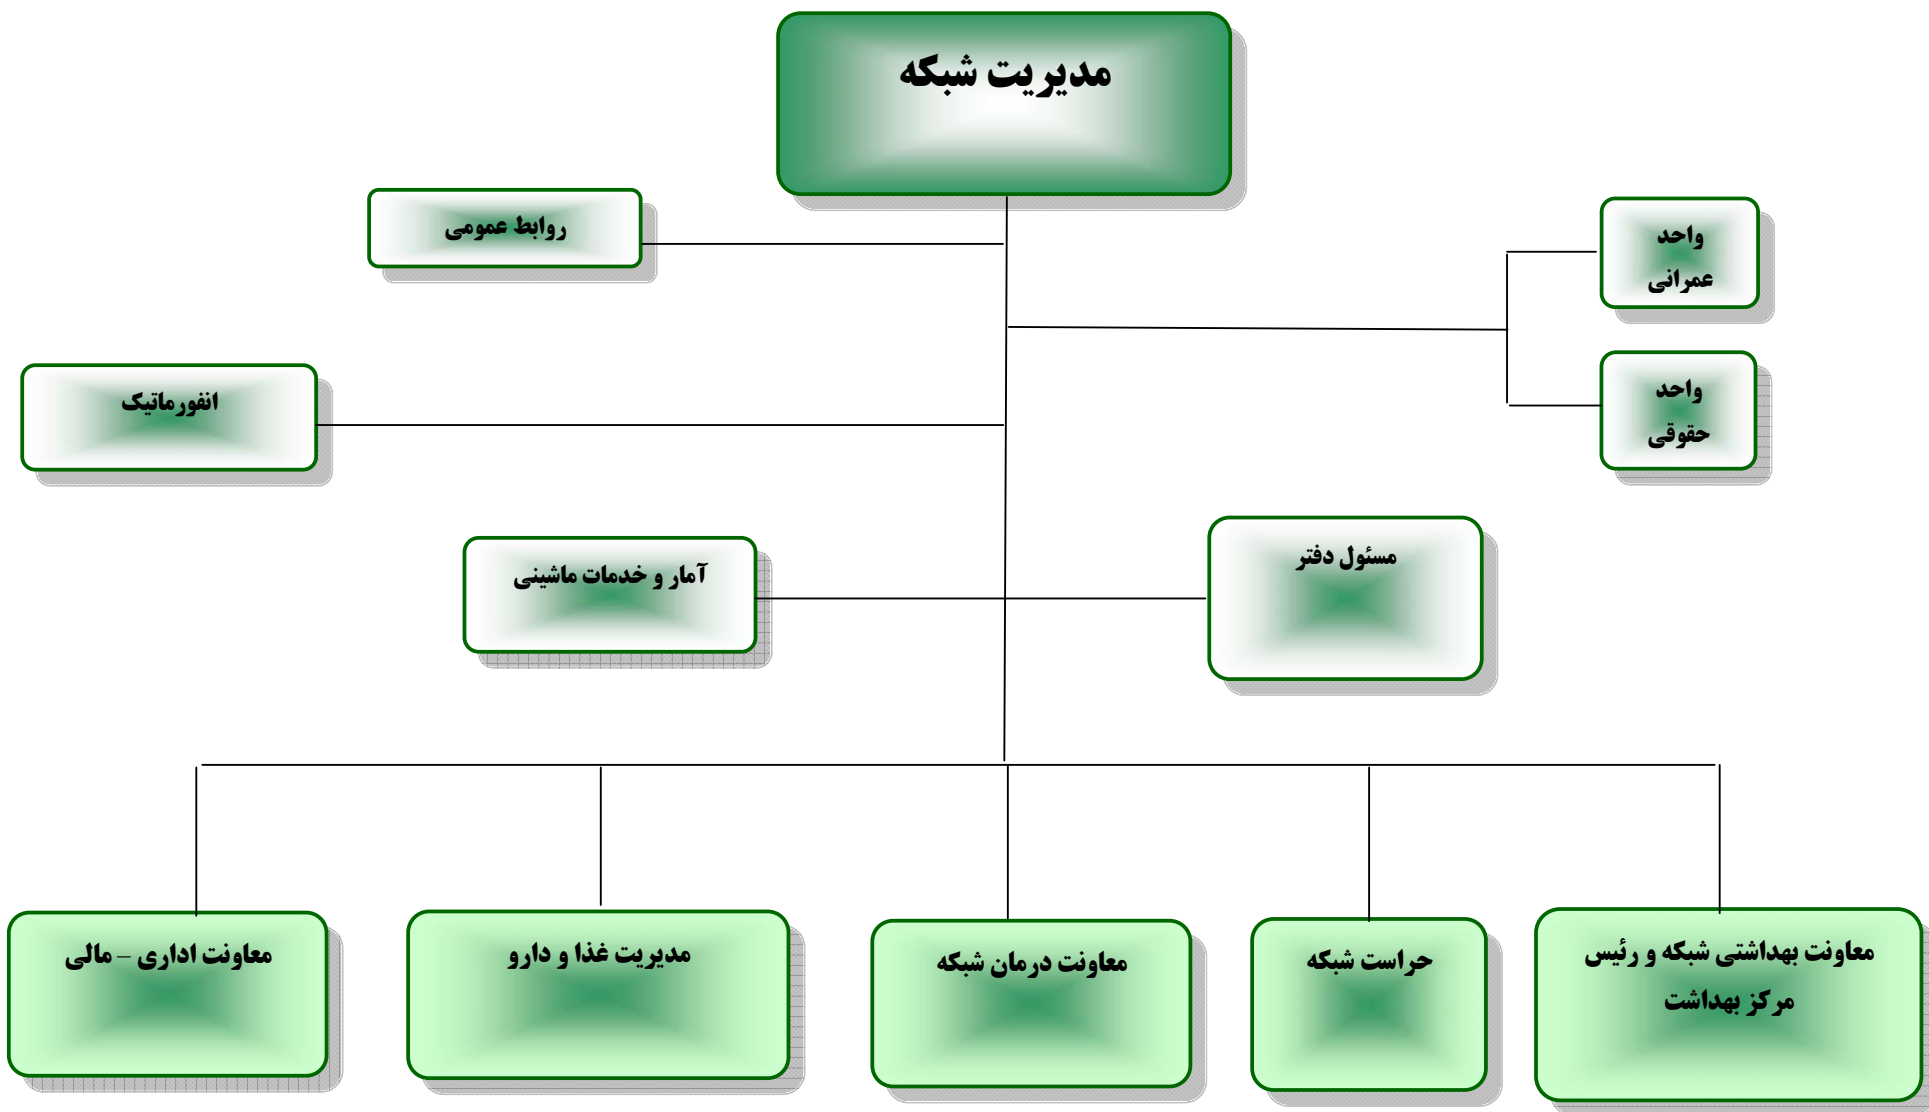 مدیریت شبکه
روابط عمومی
واحد
عمرانی
انفورماتیک
واحد
حقوقی
مسئول دفتر
آمار و خدمات ماشینی
معاونت بهداشتی شبکه و رئیس
مرکز بهداشت
حراست شبکه
معاونت درمان شبکه
مدیریت غذا و دارو
معاونت اداری – مالی